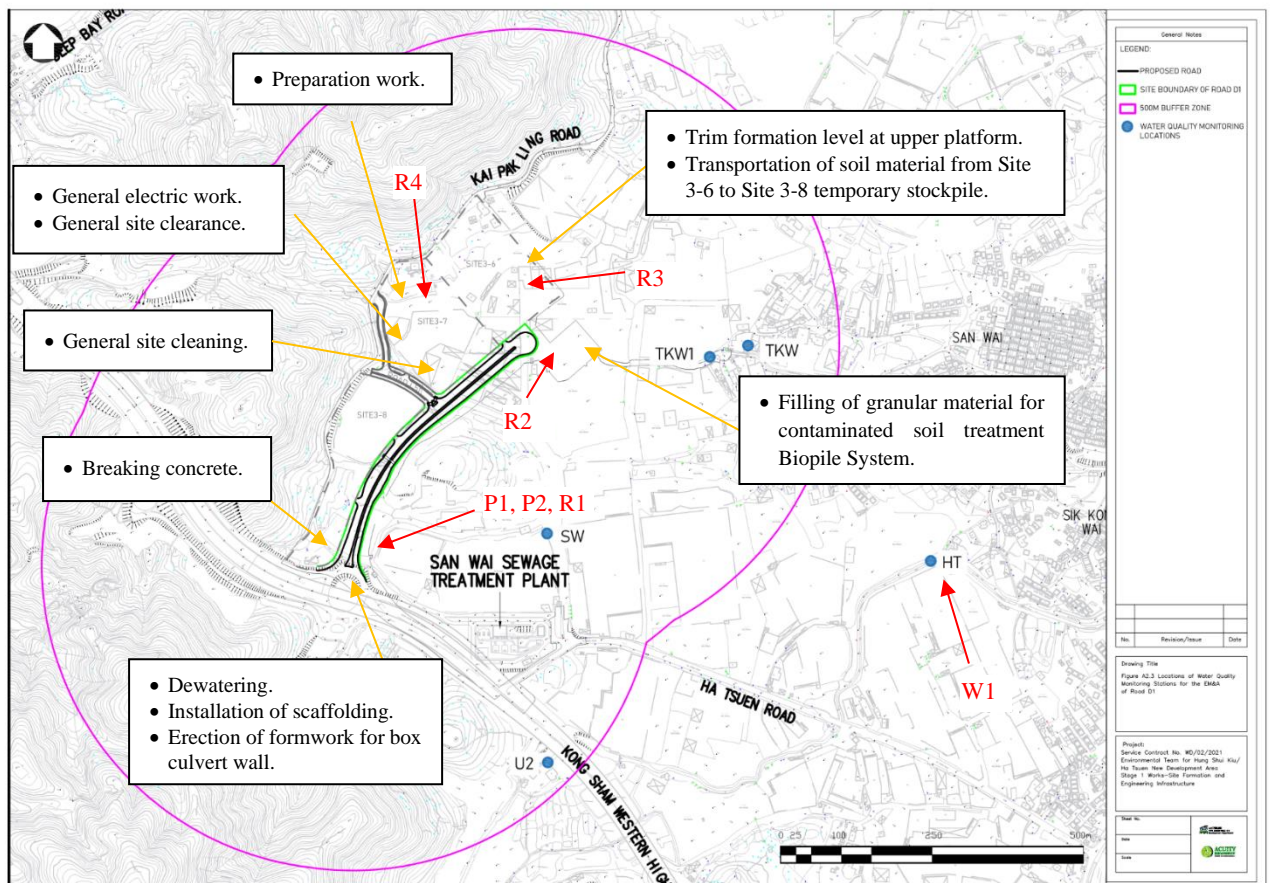 DEEP BAY RO
• Preparation work.
• Trim formation level at upper platform.
• Transportation of soil material from Site
3-6 to Site 3-8 temporary stockpile.
KAI PAK LING ROAD
• General electric work.
• General site clearance.
R4
SITE3-6
R3
SITE3-7
• General site cleaning.
TKW1
TKW
SAN WAI
R2
SITE3-8
• Filling of granular material for
contaminated soil treatment
Biopile System.
• Breaking concrete.
P1, P2, R1
SW
SAN WAI SEWAGE
TREATMENT PLANT
SIK KO
WAI
HT
W1
• Dewatering.
• Installation of scaffolding.
• Erection of formwork for box
culvert wall.
HA TSUEN ROAD
U2
KONG SHAM WESTERN HIGH
0 25 100 250 500m
General Notes
LEGEND:
PROPOSED ROAD
SITE BOUNDARY OF ROAD D1
500M BUFFER ZONE
WATER QUALITY MONITORING
LOCATIONS
No. Revision/Issue Date
Drawing Title
Figure A2.3 Locations of Water Quality
Monitoring Stations for the EM&A
of Road D1
Project:
Service Contract No. WD/02/2021
Environmental Team for Hung Shui Kiu/
Ha Tsuen New Development Area
Stage 1 Works-Site Formation and
Engineering Infrastructure
Sheet No.
Date
Scale
ACUITY